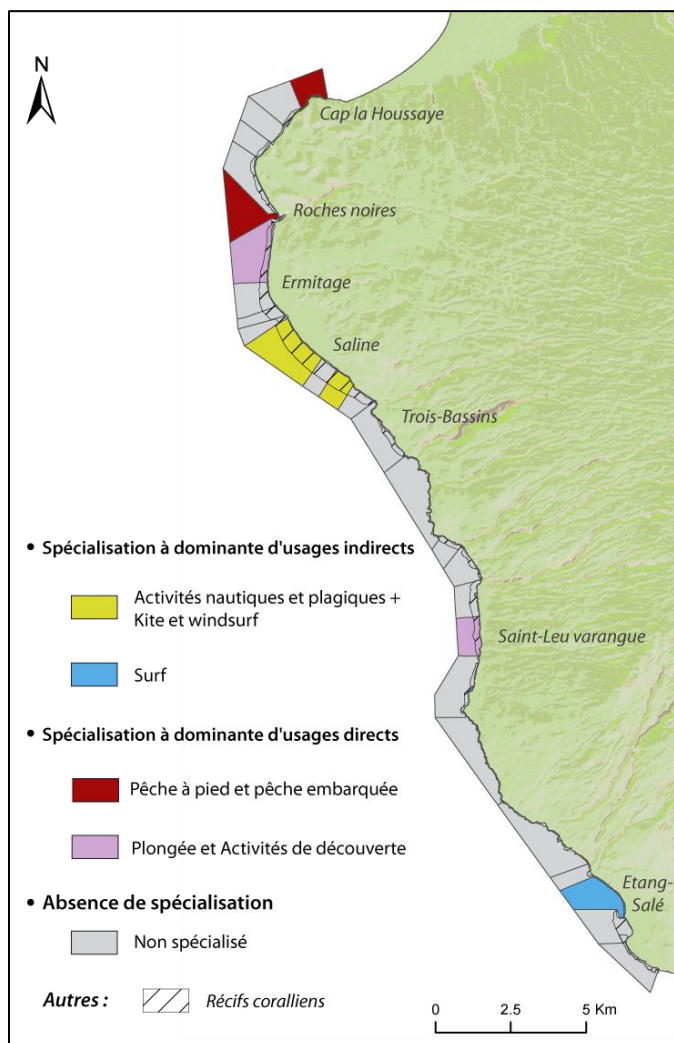 N
Cap la Houssaye
Roches noires
Ermitage
Saline
Trois-Bassins
Saint-Leu varangue
Etang-
Salé
• Spécialisation à dominante d'usages indirects
Activités nautiques et plagiques +
Kite et windsurf
Surf
• Spécialisation à dominante d'usages directs
Pêche à pied et pêche embarquée
Plongée et Activités de découverte
• Absence de spécialisation
Non spécialisé
Autres : Récifs coralliens
0 2.5 5 Km